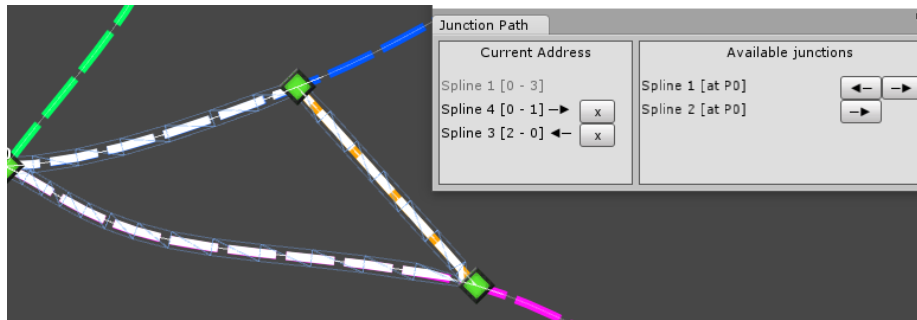 Junction Path
Current Address
Spline 1 [0 - 3]
Spline 4 [0 - 1]
x
Spline 3 [2 - 0]
x
Available junctions
Spline 1 [at P0]
Spline 2 [at P0]